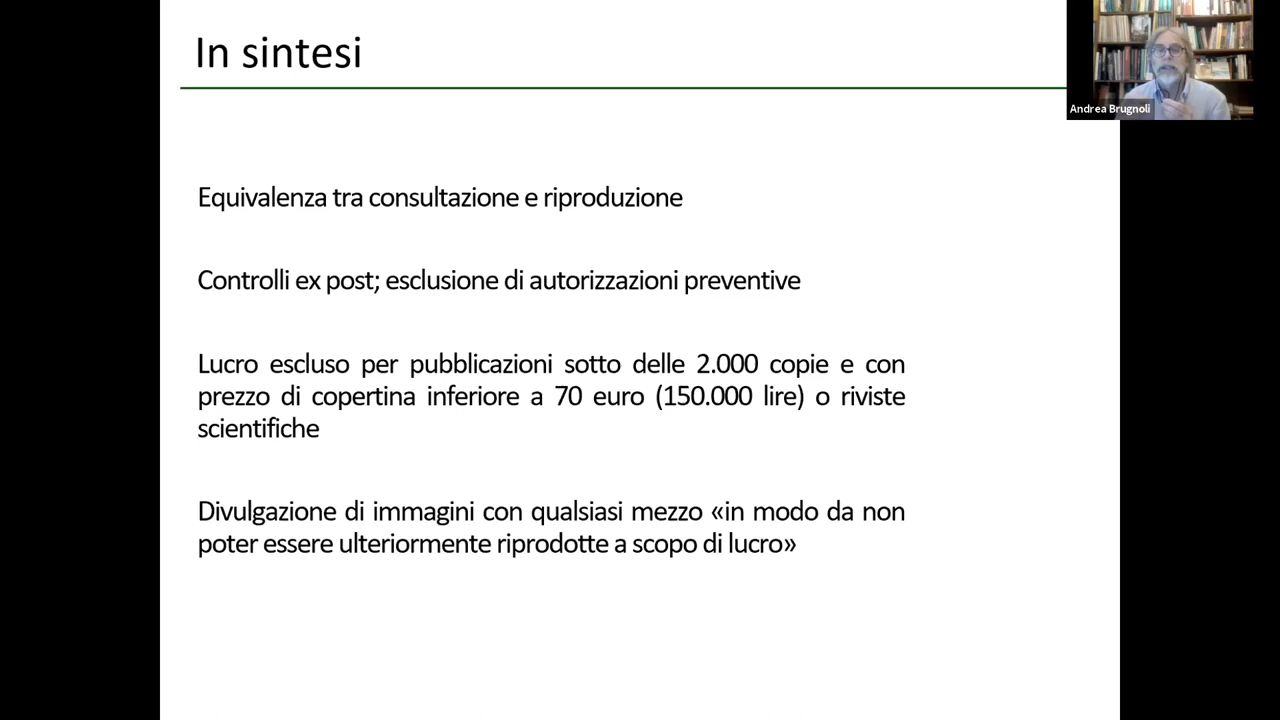 In sintesi
Andrea Brugnoli
Equivalenza tra consultazione e riproduzione
Controlli ex post; esclusione di autorizzazioni preventive
Lucro escluso per pubblicazioni sotto delle 2.000 copie e con
prezzo di copertina inferiore a 70 euro (150.000 lire) o riviste
scientifiche
Divulgazione di immagini con qualsiasi mezzo «in modo da non
poter essere ulteriormente riprodotte a scopo di lucro»